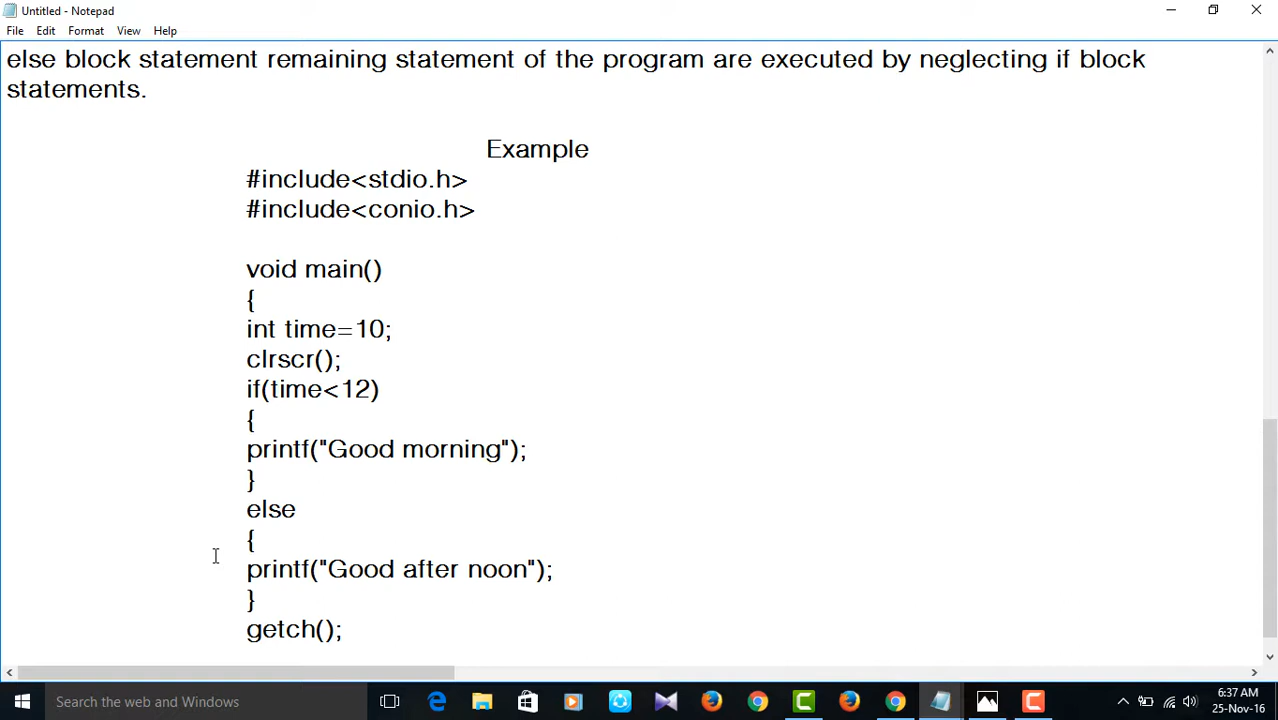 Untitled - Notepad
File Edit Format View Help
else block statement remaining statement of the program are executed by neglecting if block
statements.
Example
#include<stdio.h>
#include<conio.h>
void main()
{
int time=10;
clrscr();
if(time<12)
{
printf("Good morning");
}
else
{
printf("Good after noon");
}
getch();
Search the web and Windows
6:37 AM
25-Nov-16